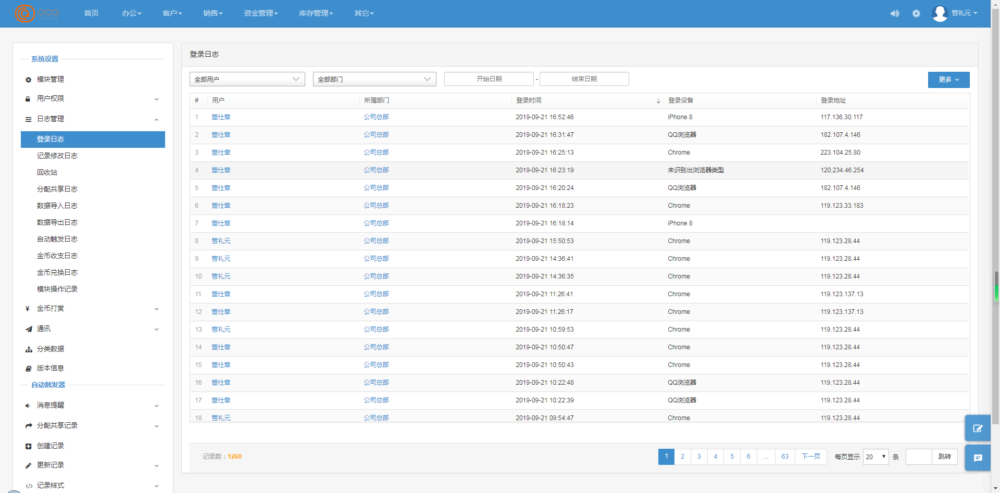 oca
首页 办公 客户 销售 资金管理 库存管理 其它 管礼元
系统设置
模块管理
用户权限
日志管理
登录日志
记录修改日志
回收站
分配共享日志
数据导入日志
数据导出日志
自动触发日志
金币收支日志
金币兑换日志
模块操作记录
¥ 金币打赏
通讯
分类数据
版本信息
自动触发器
消息提醒
分配共享记录
创建记录
更新记录
</> 记录样式
登录日志
全部用户 全部部门 开始日期 - 结束日期 更多
# 用户 所属部门 登录时间 登录设备 登录地址
1 董仕章 公司总部 2019-09-21 16:52:46 iPhone 8 117.136.30.117
2 董仕章 公司总部 2019-09-21 16:31:47 QQ浏览器 182.107.4.146
3 董仕章 公司总部 2019-09-21 16:25:13 Chrome 223.104.25.80
4 董仕章 公司总部 2019-09-21 16:23:19 未识别出浏览器类型 120.234.46.254
5 董仕章 公司总部 2019-09-21 16:20:24 QQ浏览器 182.107.4.146
6 董仕章 公司总部 2019-09-21 16:18:23 Chrome 119.123.33.183
7 董仕章 公司总部 2019-09-21 16:18:14 iPhone 8
8 管礼元 公司总部 2019-09-21 15:50:53 Chrome 119.123.28.44
9 管礼元 公司总部 2019-09-21 14:36:41 Chrome 119.123.28.44
10 管礼元 公司总部 2019-09-21 14:36:35 Chrome 119.123.28.44
11 董仕章 公司总部 2019-09-21 11:26:41 Chrome 119.123.137.13
12 董仕章 公司总部 2019-09-21 11:26:17 Chrome 119.123.137.13
13 管礼元 公司总部 2019-09-21 10:59:53 Chrome 119.123.28.44
14 董仕章 公司总部 2019-09-21 10:50:47 Chrome 119.123.28.44
15 董仕章 公司总部 2019-09-21 10:50:43 Chrome 119.123.28.44
16 董仕章 公司总部 2019-09-21 10:22:48 QQ浏览器 119.123.28.44
17 董仕章 公司总部 2019-09-21 10:22:39 QQ浏览器 119.123.28.44
18 管礼元 公司总部 2019-09-21 09:54:47 Chrome 119.123.28.44
记录数：1260 1 2 3 4 5 6 ... 63 下一页 每页显示 20 条 跳转